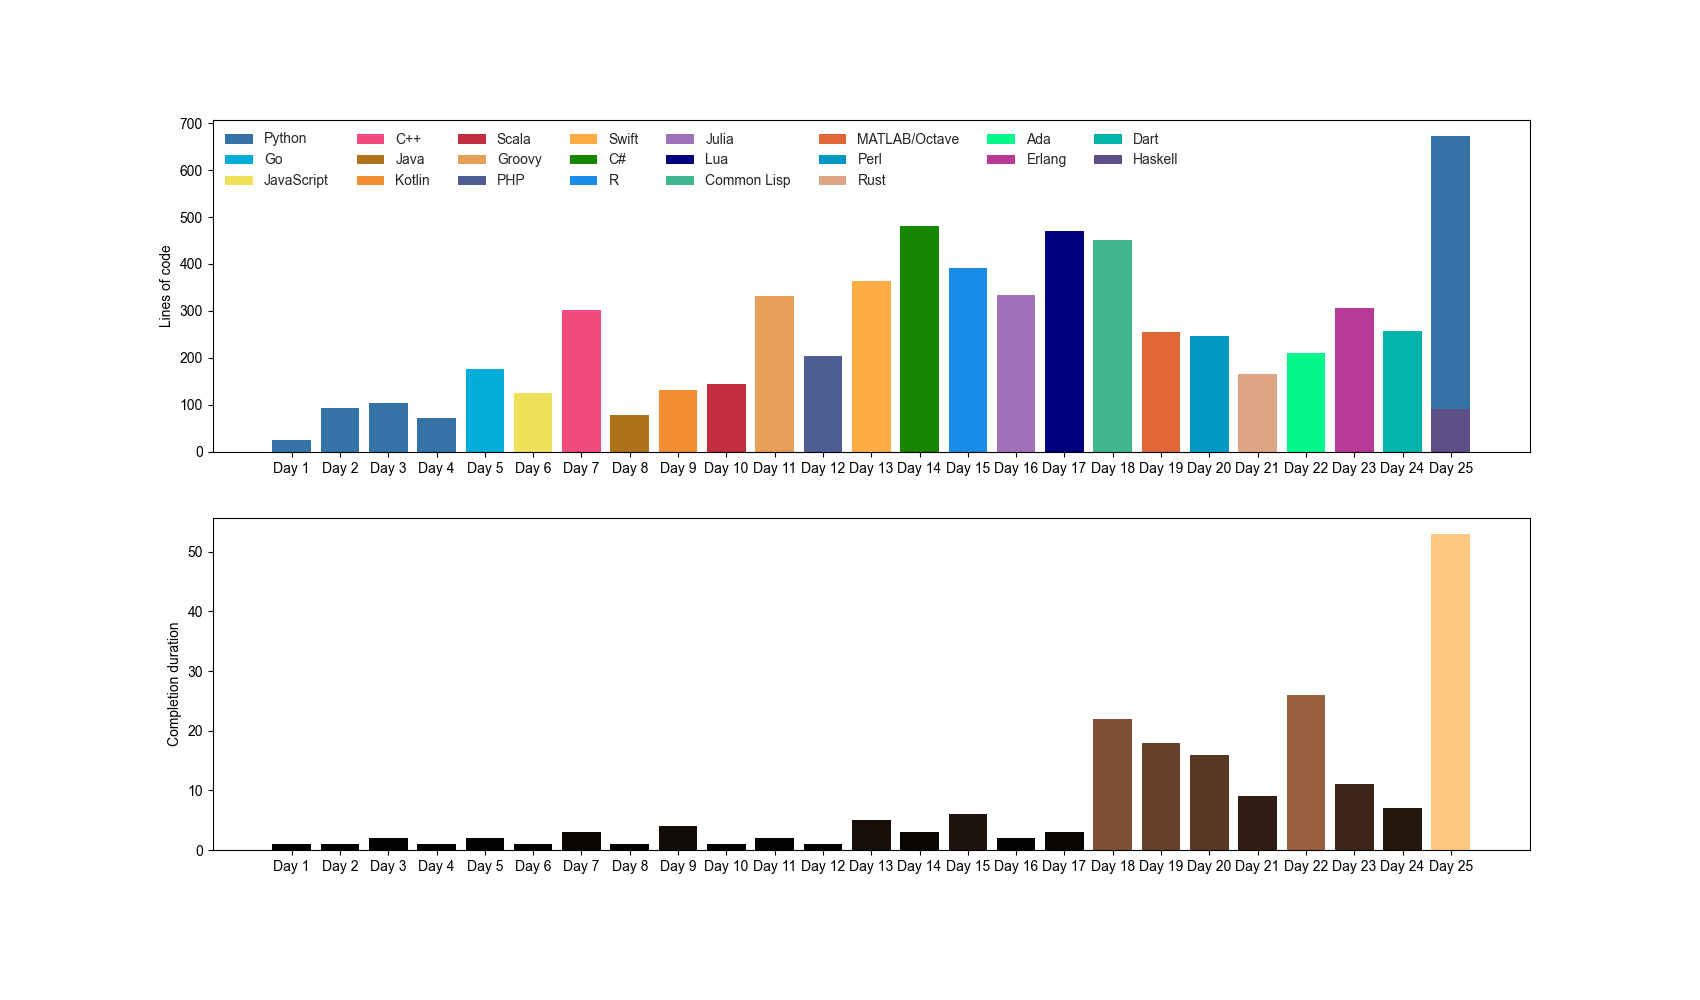 700
600
500
400
300
200
100
0
Lines of code
Python C++ Scala Swift Julia MATLAB/Octave Ada Dart
Go Java Groovy C# Lua Perl Erlang Haskell
JavaScript Kotlin PHP R Common Lisp Rust
Day 1 Day 2 Day 3 Day 4 Day 5 Day 6 Day 7 Day 8 Day 9 Day 10 Day 11 Day 12 Day 13 Day 14 Day 15 Day 16 Day 17 Day 18 Day 19 Day 20 Day 21 Day 22 Day 23 Day 24 Day 25
50
40
30
20
10
0
Completion duration
Day 1 Day 2 Day 3 Day 4 Day 5 Day 6 Day 7 Day 8 Day 9 Day 10 Day 11 Day 12 Day 13 Day 14 Day 15 Day 16 Day 17 Day 18 Day 19 Day 20 Day 21 Day 22 Day 23 Day 24 Day 25